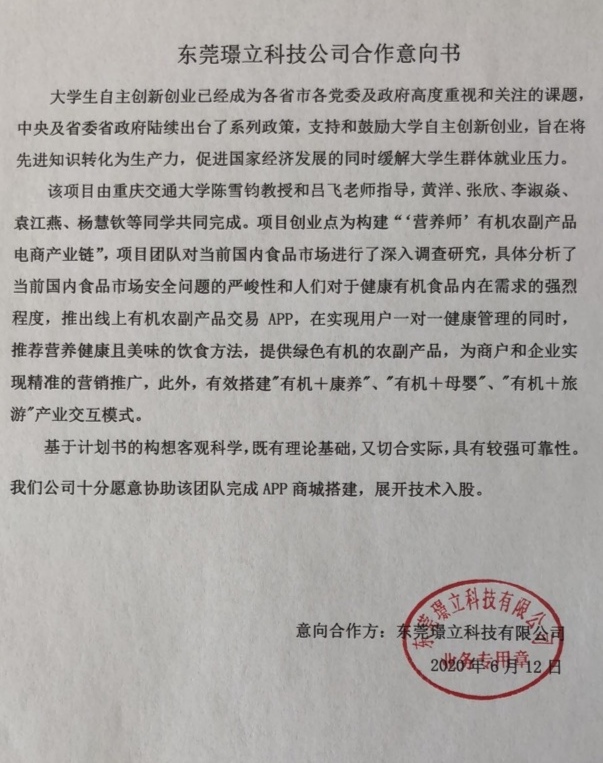 东莞璟立科技公司合作意向书
大学生自主创新创业已经成为各省市各党委及政府高度重视和关注的课题，
中央及省委省政府陆续出台了系列政策，支持和鼓励大学自主创新创业，旨在将
先进知识转化为生产力，促进国家经济发展的同时缓解大学生群体就业压力。
该项目由重庆交通大学陈雪钧教授和吕飞老师指导，黄洋、张欣、李淑焱、
袁江燕、杨慧钦等同学共同完成。项目创业点为构建“‘营养师’有机农副产品
电商产业链”，项目团队对当前国内食品市场进行了深入调查研究，具体分析了
当前国内食品市场安全问题的严峻性和人们对于健康有机食品内在需求的强烈
程度，推出线上有机农副产品交易 APP，在实现用户一对一健康管理的同时，
推荐营养健康且美味的饮食方法，提供绿色有机的农副产品，为商户和企业实
现精准的营销推广，此外，有效搭建"有机＋康养"、"有机＋母婴"、"有机＋旅
游"产业交互模式。
基于计划书的构想客观科学，既有理论基础，又切合实际，具有较强可靠性。
我们公司十分愿意协助该团队完成 APP 商城搭建，展开技术入股。
意向合作方：东莞璟立科技有限公司
2020 年 6 月 12 日
东莞璟立科技有限公司
业务专用章